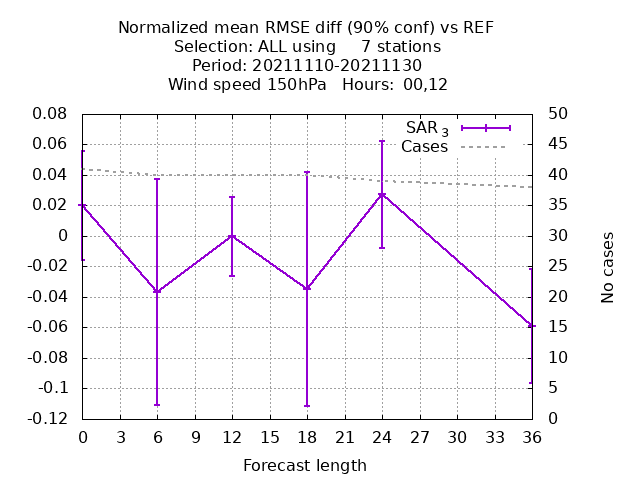 Normalized mean RMSE diff (90% conf) vs REF
Selection: ALL using     7 stations
Period: 20211110-20211130
Wind speed 150hPa   Hours:  00,12
SAR 3
Cases
0.08
0.06
0.04
0.02
0
-0.02
-0.04
-0.06
-0.08
-0.1
-0.12
50
45
40
35
30
25
20
15
10
5
0
No cases
0 3 6 9 12 15 18 21 24 27 30 33 36
Forecast length